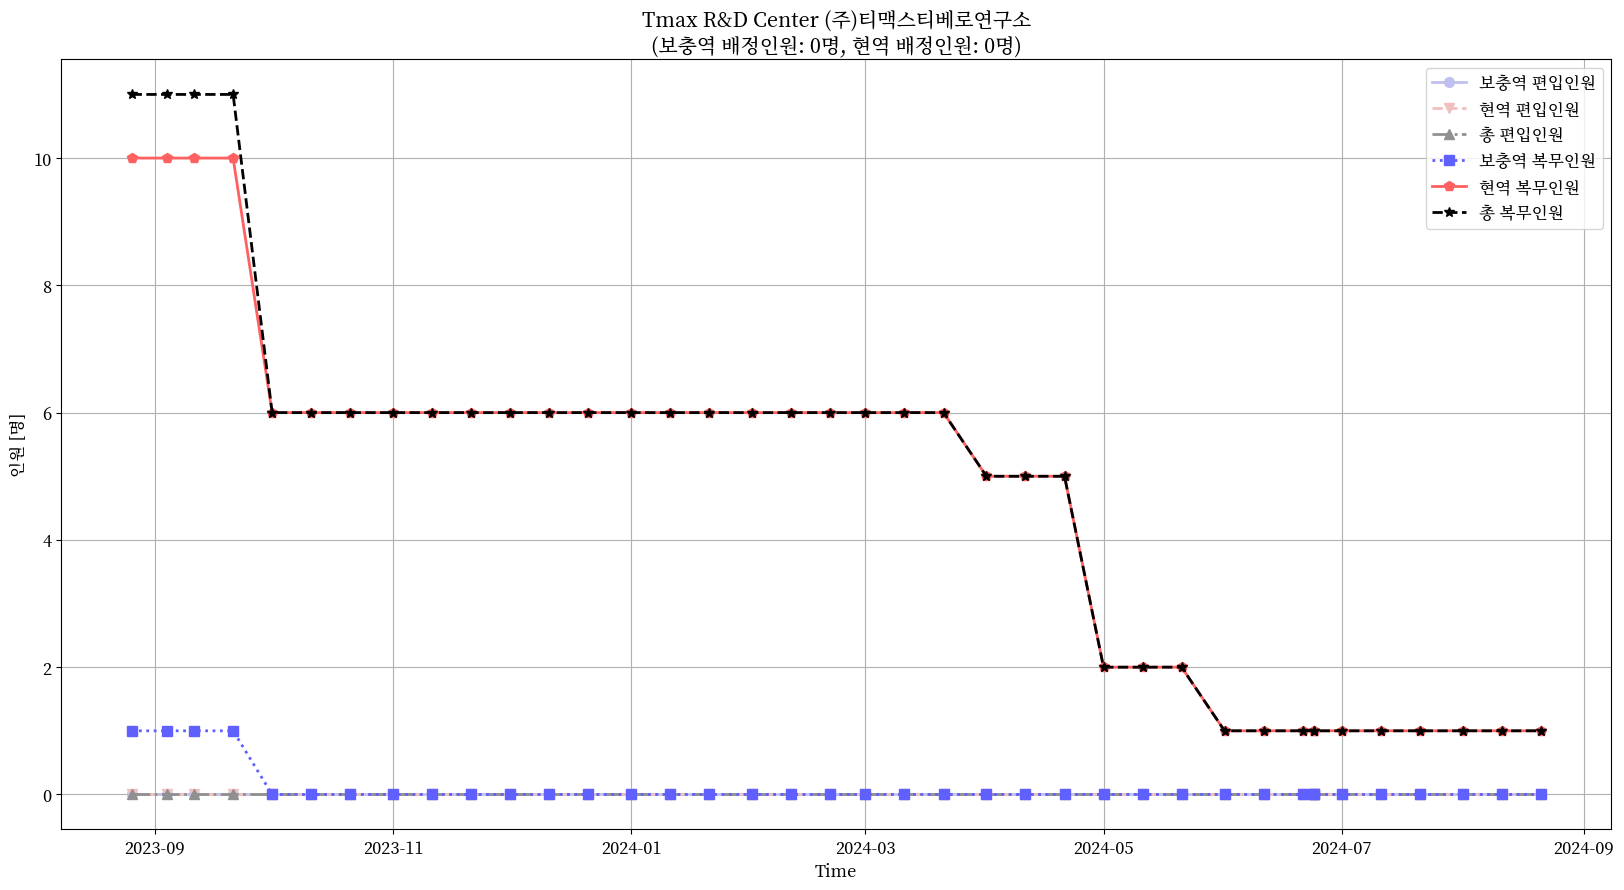 Tmax R&D Center (주)티맥스티베로연구소
(보충역 배정인원: 0명, 현역 배정인원: 0명)
보충역 편입인원
현역 편입인원
총 편입인원
보충역 복무인원
현역 복무인원
총 복무인원
인원 [명]
10
8
6
4
2
0
2023-09
2023-11
2024-01
2024-03
2024-05
2024-07
2024-09
Time